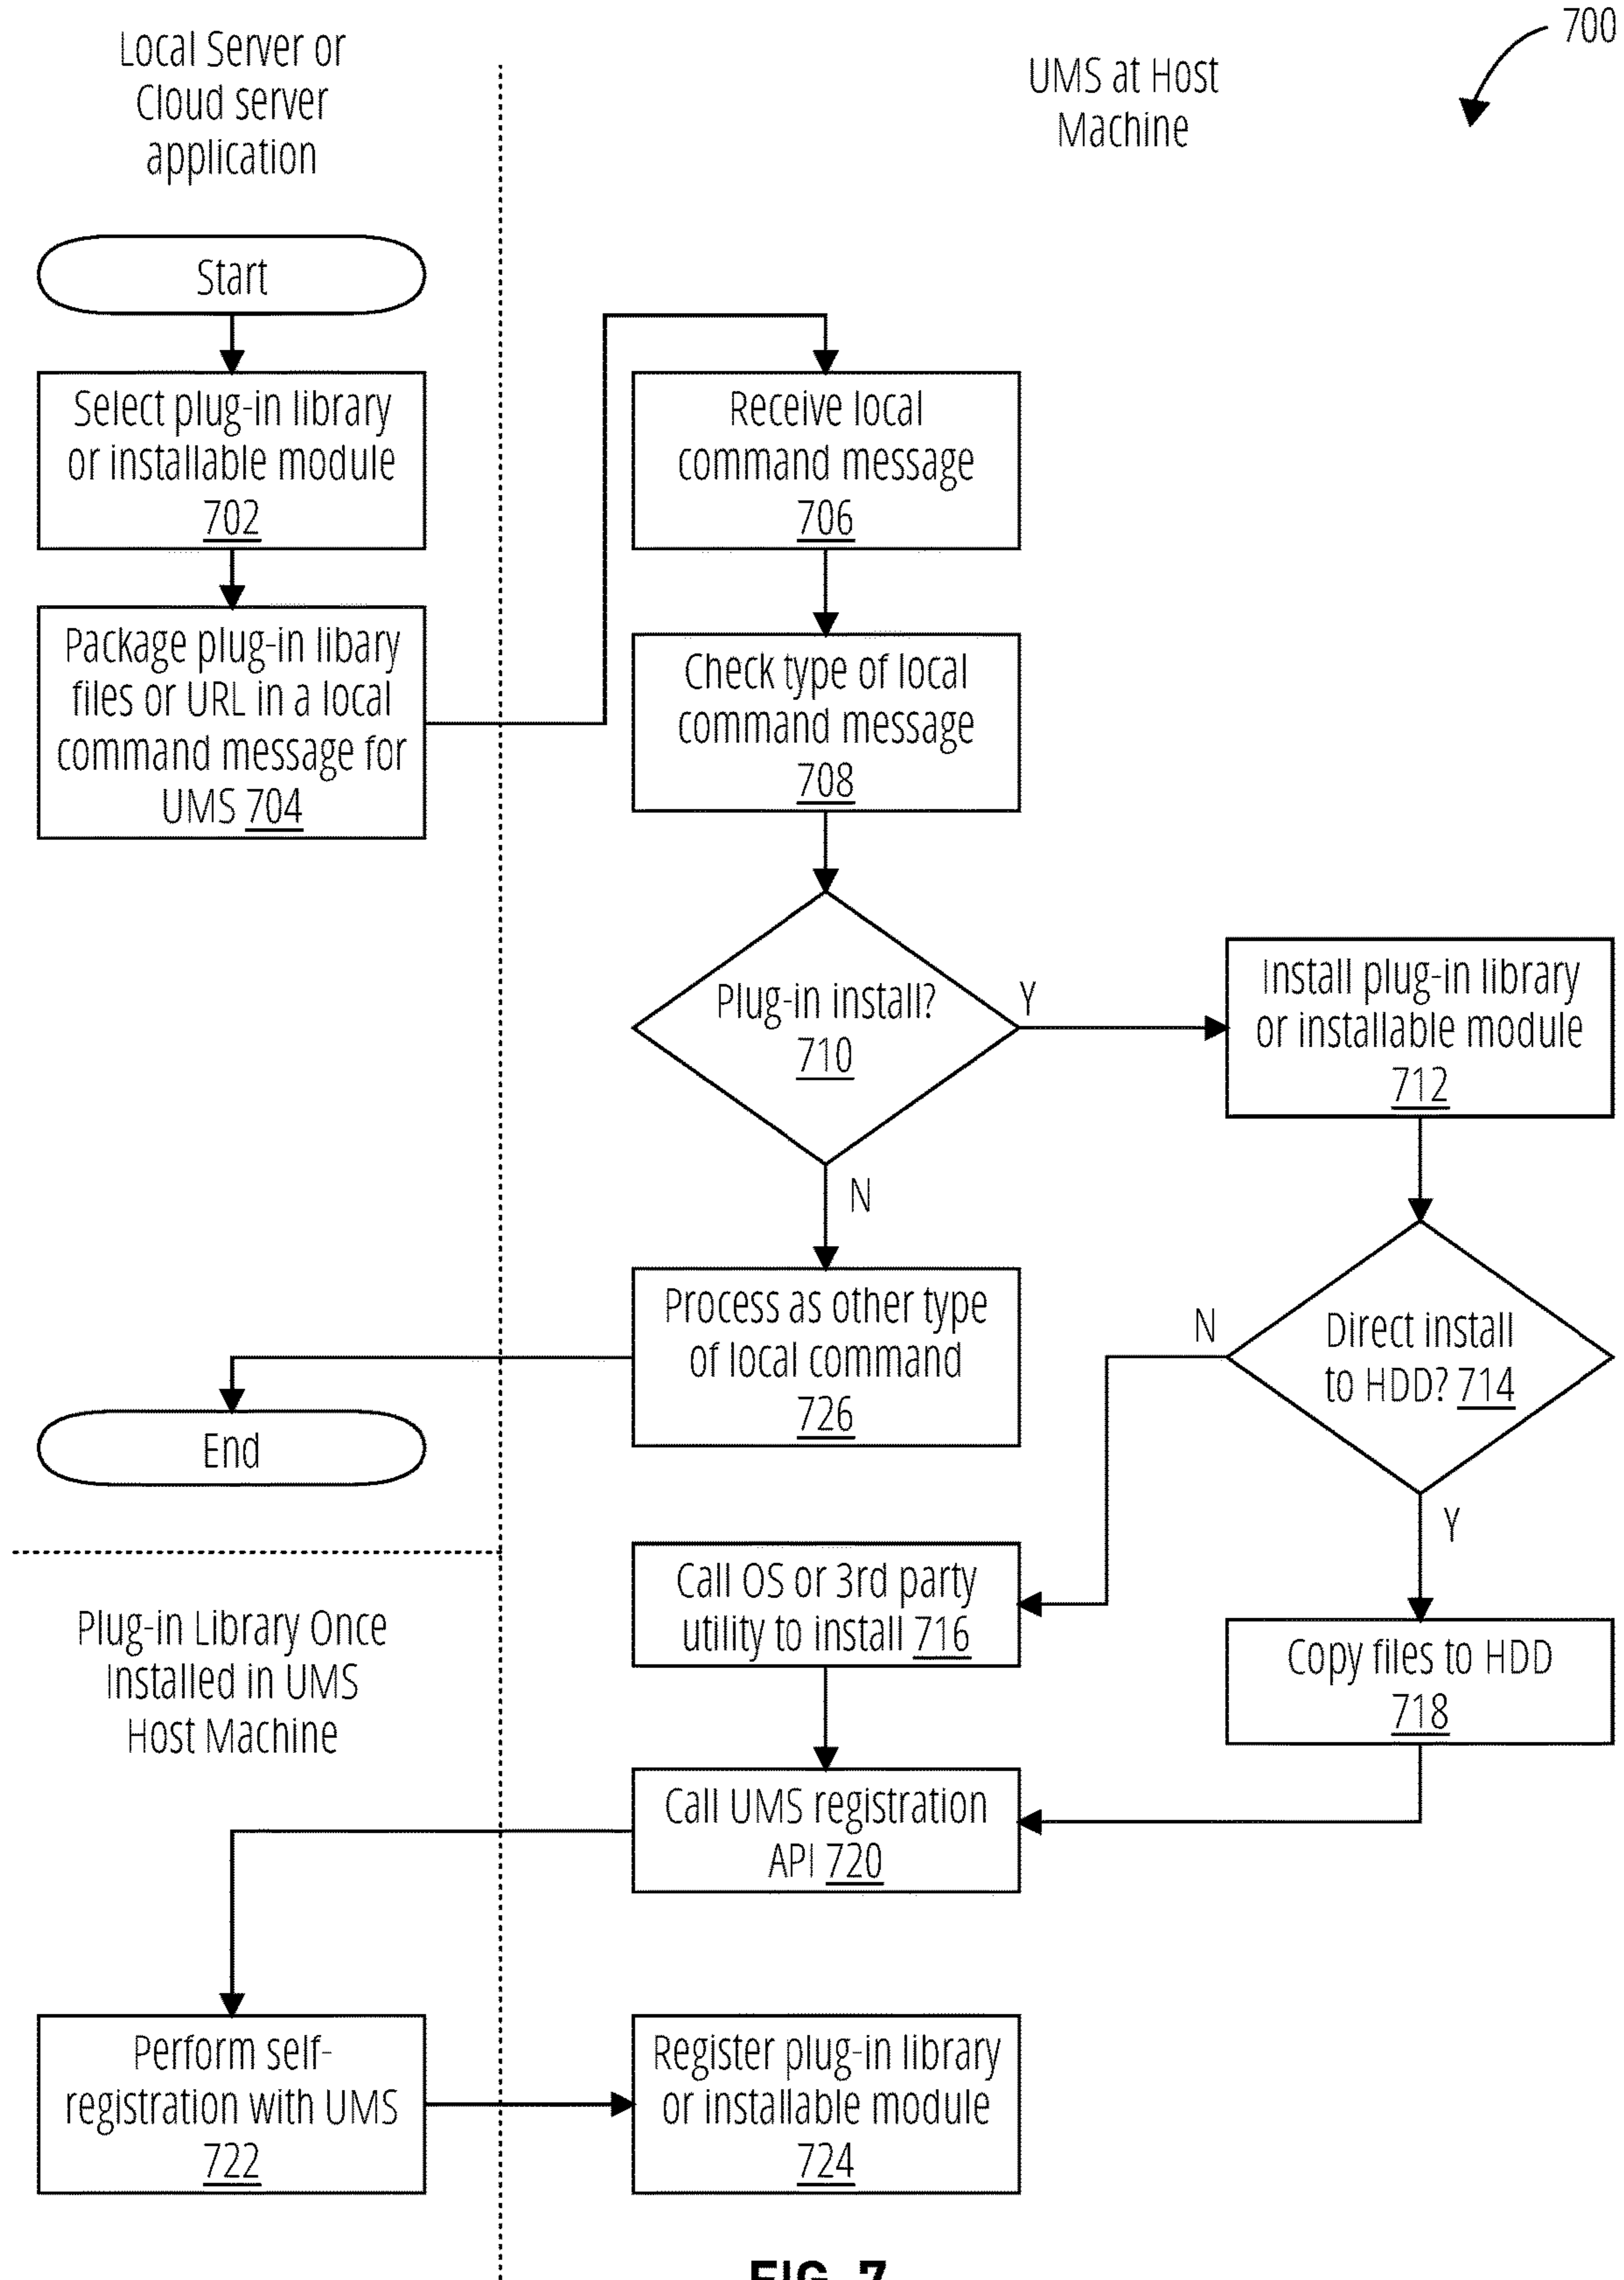 700
Local Server or
Cloud server
application
UMS at Host
Machine
Start
Select plug-in library
or installable module
702
Package plug-in libary
files or URL in a local
command message for
UMS 704
Receive local
command message
706
Check type of local
command message
708
Plug-in install?
710
Y
N
Install plug-in library
or installable module
712
Direct install
to HDD? 714
N
Y
Process as other type
of local command
726
End
Call OS or 3rd party
utility to install 716
Copy files to HDD
718
Plug-in Library Once
Installed in UMS
Host Machine
Call UMS registration
API 720
Perform self-
registration with UMS
722
Register plug-in library
or installable module
724
FIG. 7